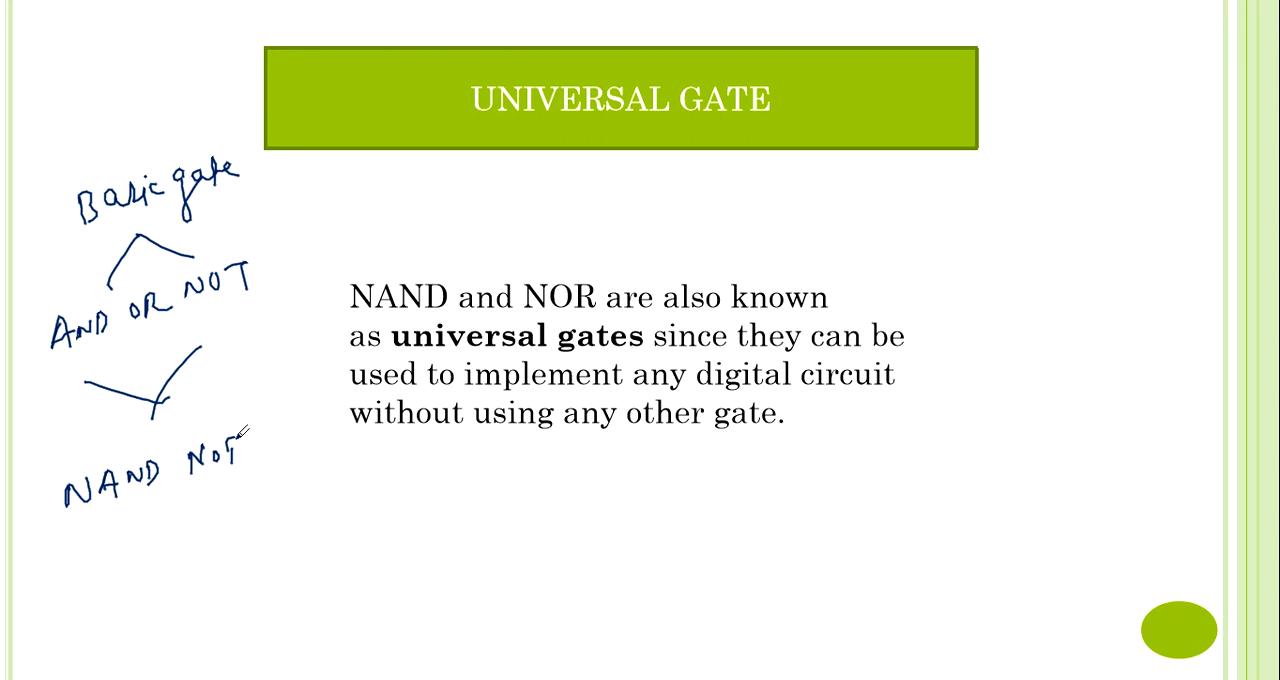 UNIVERSAL GATE
Basic gate
AND OR NOT
NAND and NOR are also known
as universal gates since they can be
used to implement any digital circuit
without using any other gate.
NAND NOT